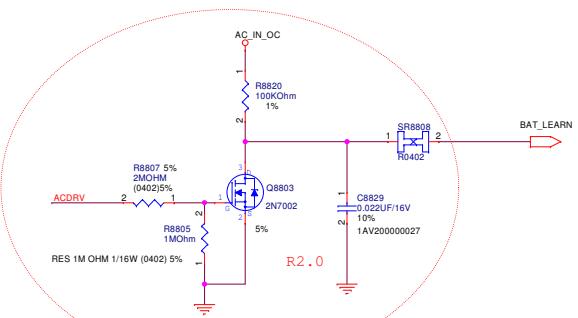 AC_IN_OC
1
R8820
100KOhm
1%
2
BAT_LEARN
SR8808
1 2
R0402
R8807 5%
2MOHM
(0402)5%
3 D
Q8803
ACDRV
2 1
1
G
2N7002
2 S
5%
1
C8829
0.022UF/16V
10%
2
1AV200000027
2
R8805
1MOhm
RES 1M OHM 1/16W (0402) 5%
1
R2.0